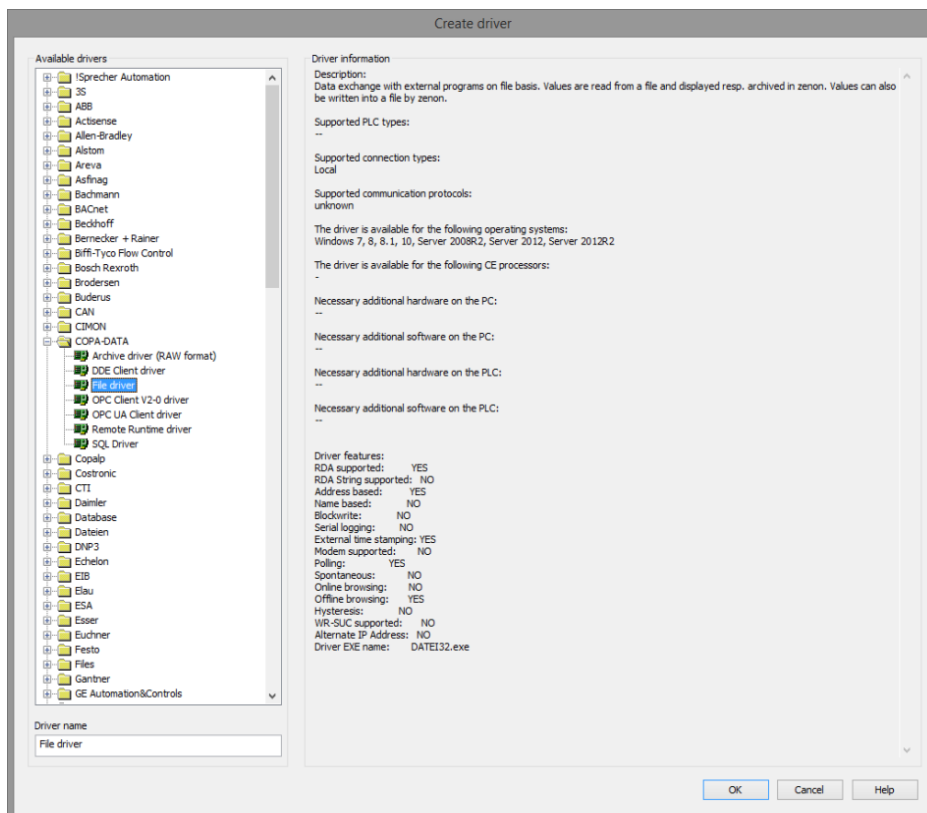 Create driver
Available drivers
!Sprecher Automation
3S
ABB
Actisense
Allen-Bradley
Alstom
Areva
Asfinag
Bachmann
BACnet
Beckhoff
Bernecker + Rainer
Biffi-Tyco Flow Control
Bosch Rexroth
Brodersen
Buderus
CAN
CIMON
COPA-DATA
Archive driver (RAW format)
DDE Client driver
File driver
OPC Client V2-0 driver
OPC UA Client driver
Remote Runtime driver
SQL Driver
Copalp
Costronic
CTI
Daimler
Database
Dateien
DNP3
Echelon
EIB
Elau
ESA
Esser
Euchner
Festo
Files
Gantner
GE Automation&Controls
Driver name
File driver
Driver information
Description:
Data exchange with external programs on file basis. Values are read from a file and displayed resp. archived in zenon. Values can also
be written into a file by zenon.
Supported PLC types:
--
Supported connection types:
Local
Supported communication protocols:
unknown
The driver is available for the following operating systems:
Windows 7, 8, 8.1, 10, Server 2008R2, Server 2012, Server 2012R2
The driver is available for the following CE processors:
-
Necessary additional hardware on the PC:
--
Necessary additional software on the PC:
--
Necessary additional hardware on the PLC:
--
Necessary additional software on the PLC:
--
Driver features:
RDA supported: YES
RDA String supported: NO
Address based: YES
Name based: NO
Blockwrite: NO
Serial logging: NO
External time stamping: YES
Modem supported: NO
Polling: YES
Spontaneous: NO
Online browsing: NO
Offline browsing: YES
Hysteresis: NO
WR-SUC supported: NO
Alternate IP Address: NO
Driver EXE name: DATEI32.exe
OK Cancel Help